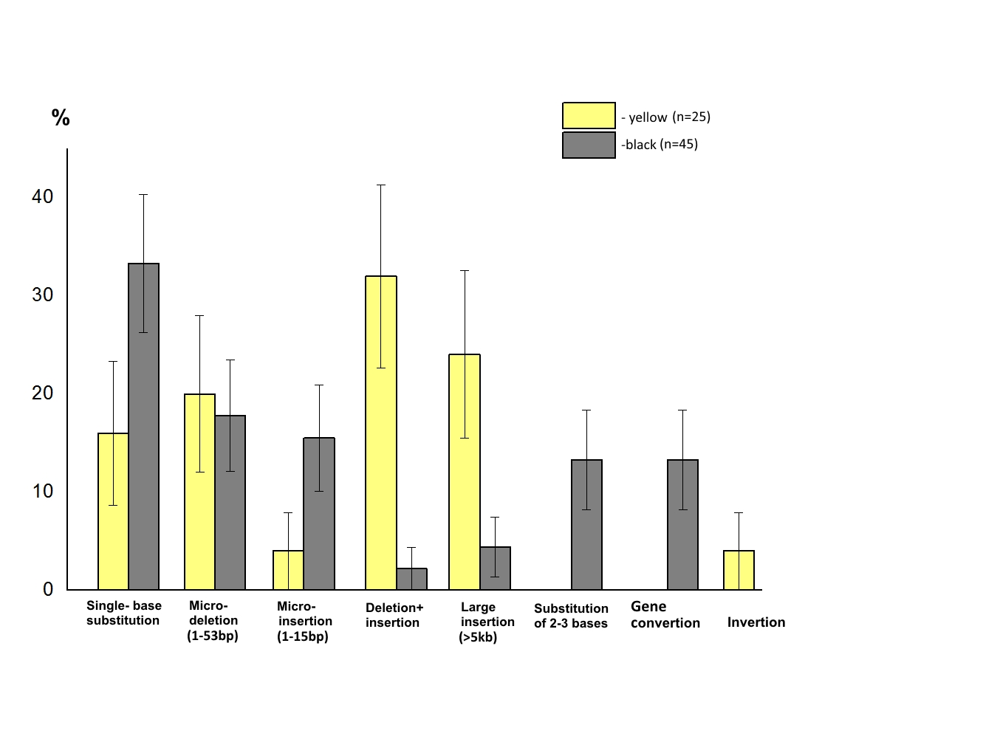 %
- yellow (n=25)
-black (n=45)
40
30
20
10
0
Single- base
substitution
Micro-
deletion
(1-53bp)
Micro-
insertion
(1-15bp)
Deletion+
insertion
Large
insertion
(>5kb)
Substitution
of 2-3 bases
Gene
convertion
Invertion